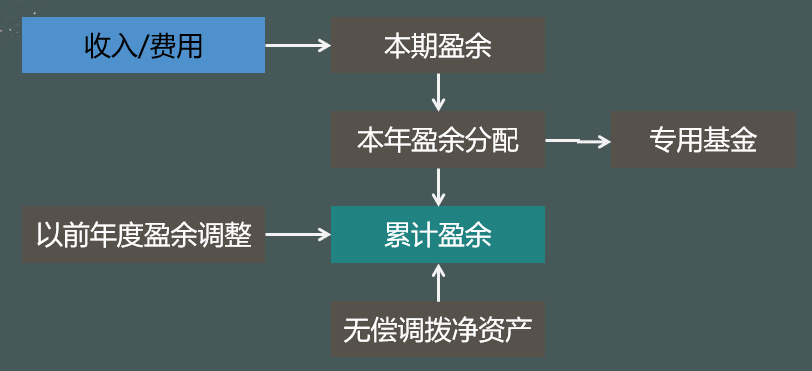 收入/费用
本期盈余
本年盈余分配
专用基金
以前年度盈余调整
累计盈余
无偿调拨净资产